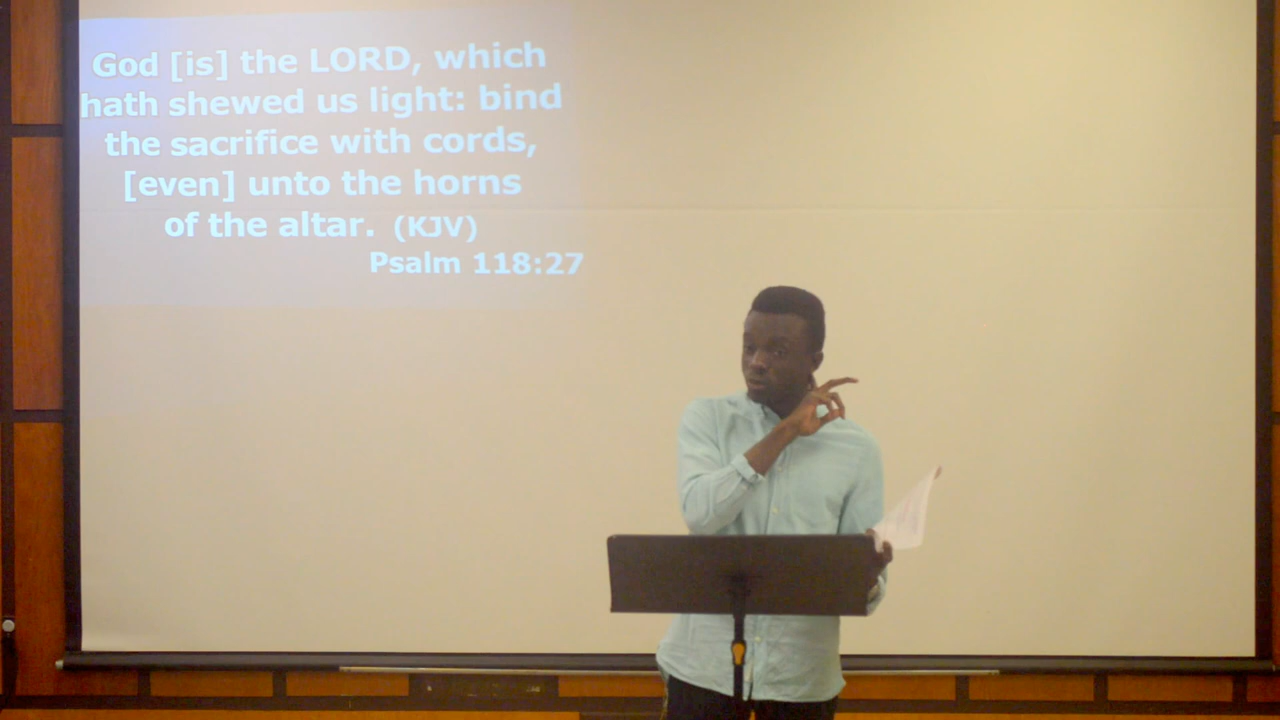 God [is] the LORD, which
hath shewed us light: bind
the sacrifice with cords,
[even] unto the horns
of the altar. (KJV)
Psalm 118:27